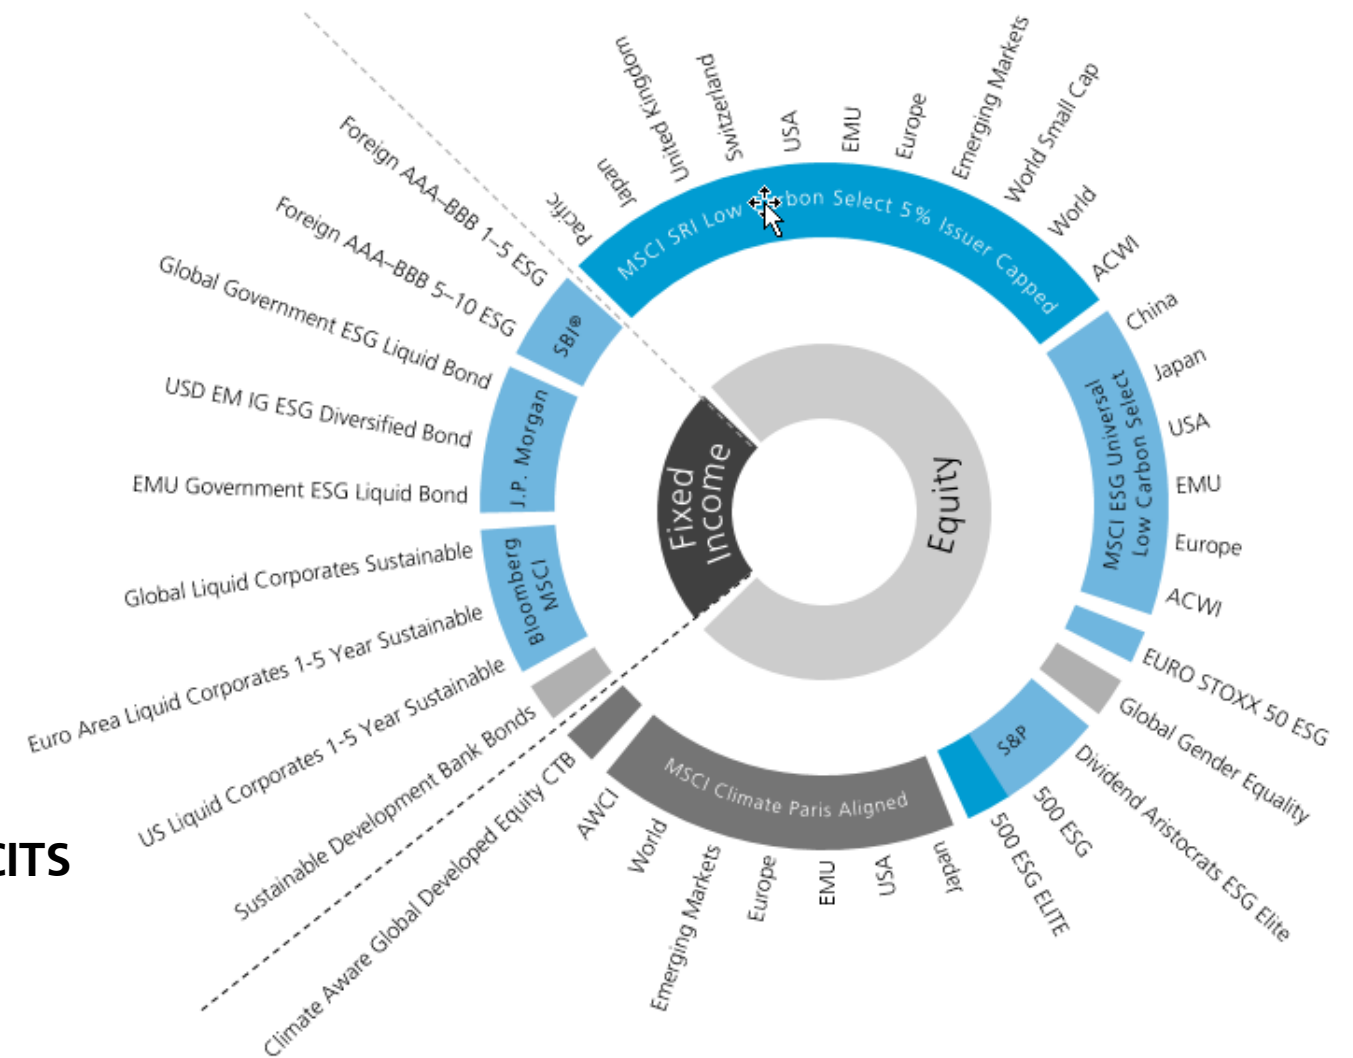 Pacific
Japan
United Kingdom
Switzerland
USA
EMU
Europe
Emerging Markets
World Small Cap
World
ACWI
MSCI SRI Low rbon Select 5% Issuer Capped
China
Japan
USA
EMU
Europe
ACWI
MSCI ESG Universal
Low Carbon Select
EURO STOXX 50 ESG
Global Gender Equality
Dividend Aristocrats ESG Elite
500 ESG
500 ESG ELITE
S&P
Japan
USA
EMU
Europe
Emerging Markets
World
AWCI
MSCI Climate Paris Aligned
Climate Aware Global Developed Equity CTB
Equity
Fixed
Income
Foreign AAA–BBB 1–5 ESG
Foreign AAA–BBB 5–10 ESG
SBI®
Global Government ESG Liquid Bond
USD EM IG ESG Diversified Bond
EMU Government ESG Liquid Bond
J.P. Morgan
Global Liquid Corporates Sustainable
Euro Area Liquid Corporates 1-5 Year Sustainable
US Liquid Corporates 1-5 Year Sustainable
Bloomberg
MSCI
Sustainable Development Bank Bonds
CITS